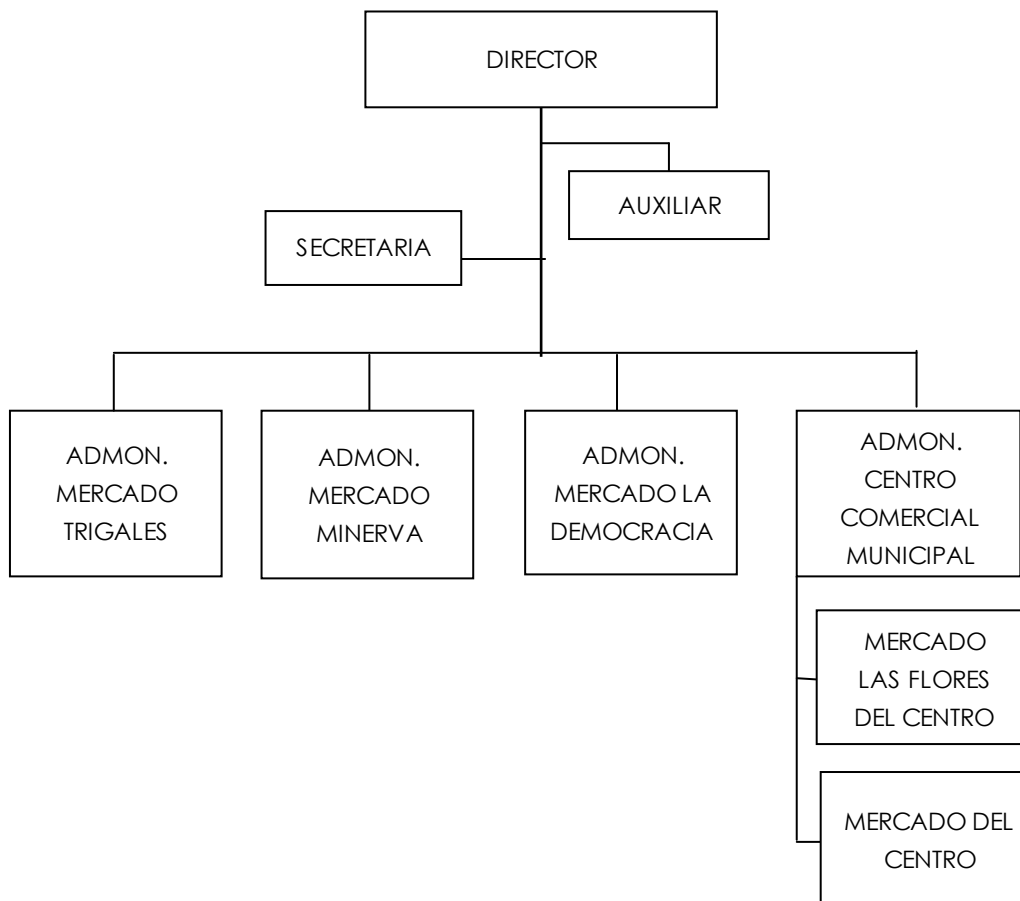 DIRECTOR
AUXILIAR
SECRETARIA
ADMON.
MERCADO
TRIGALES
ADMON.
MERCADO
MINERVA
ADMON.
MERCADO LA
DEMOCRACIA
ADMON.
CENTRO
COMERCIAL
MUNICIPAL
MERCADO
LAS FLORES
DEL CENTRO
MERCADO DEL
CENTRO